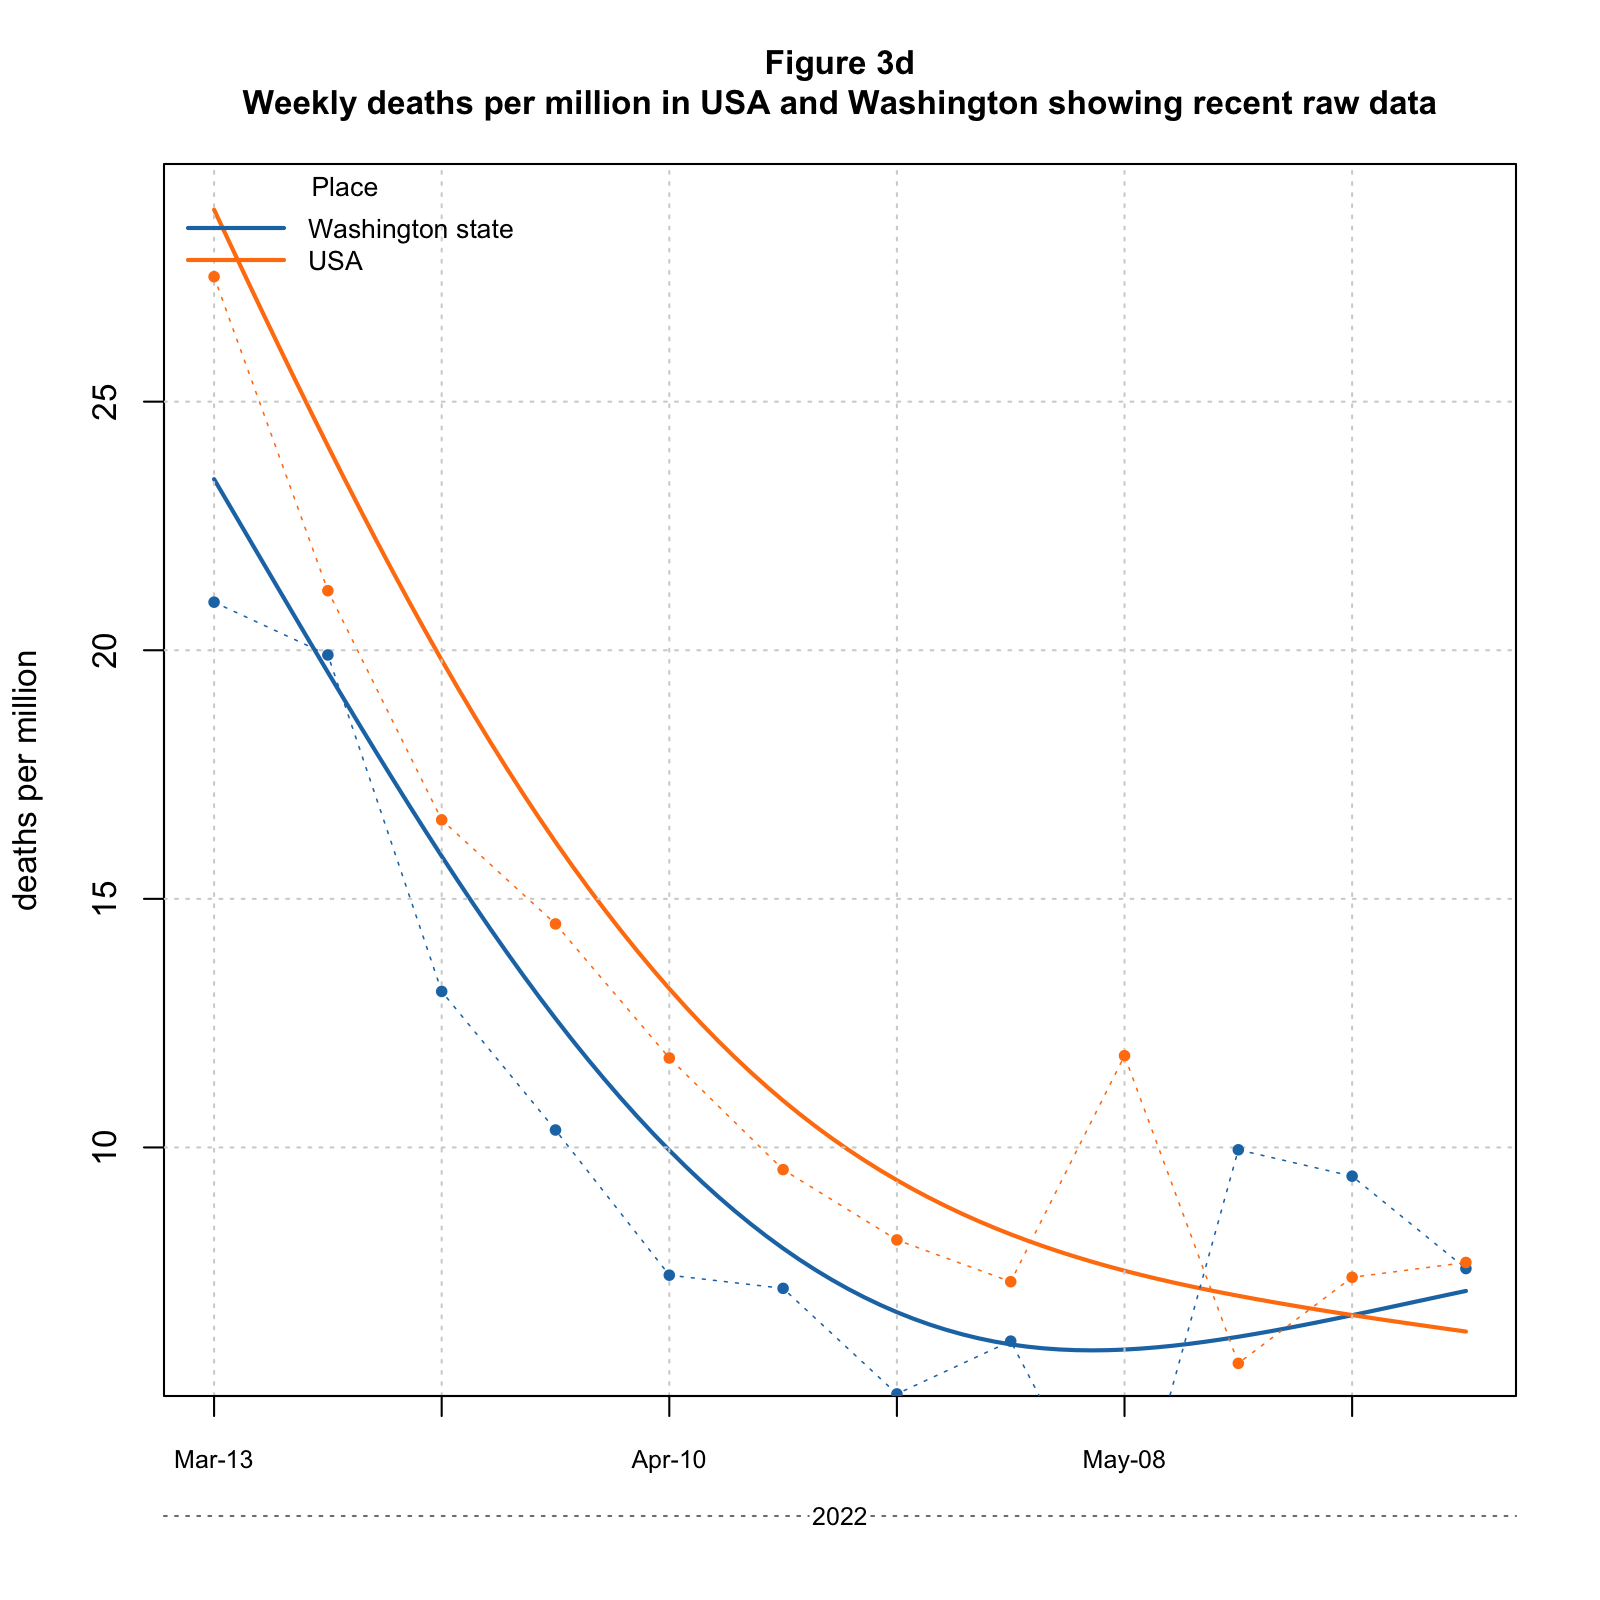 Figure 3d
Weekly deaths per million in USA and Washington showing recent raw data
Place
Washington state
USA
deaths per million
25
20
15
10
Mar-13
Apr-10
May-08
2022